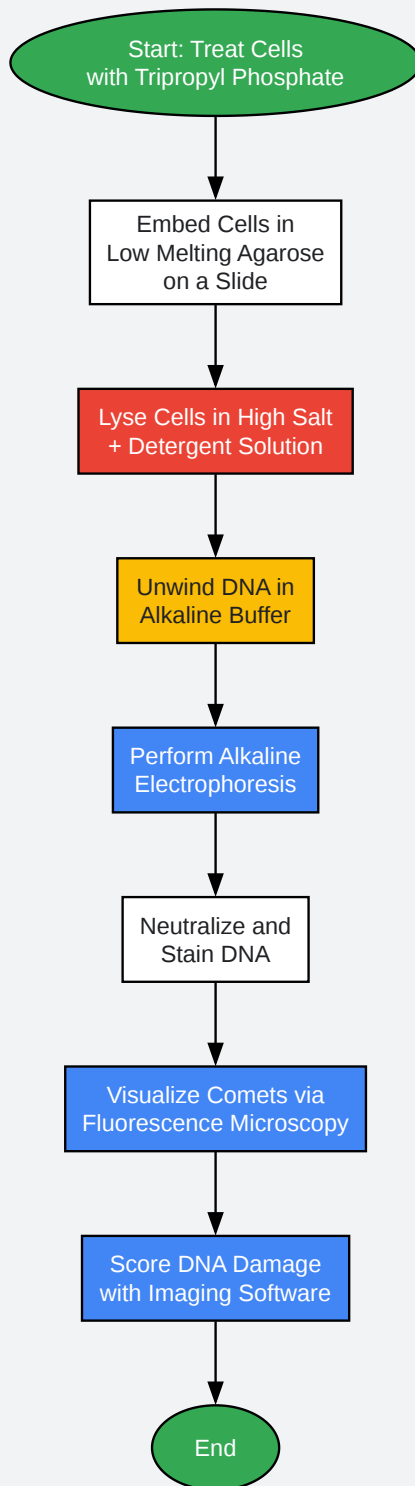 Start: Treat Cells
with Tripropyl Phosphate
Embed Cells in
Low Melting Agarose
on a Slide
Lyse Cells in High Salt
+ Detergent Solution
Unwind DNA in
Alkaline Buffer
Perform Alkaline
Electrophoresis
Neutralize and
Stain DNA
Visualize Comets via
Fluorescence Microscopy
Score DNA Damage
with Imaging Software
End